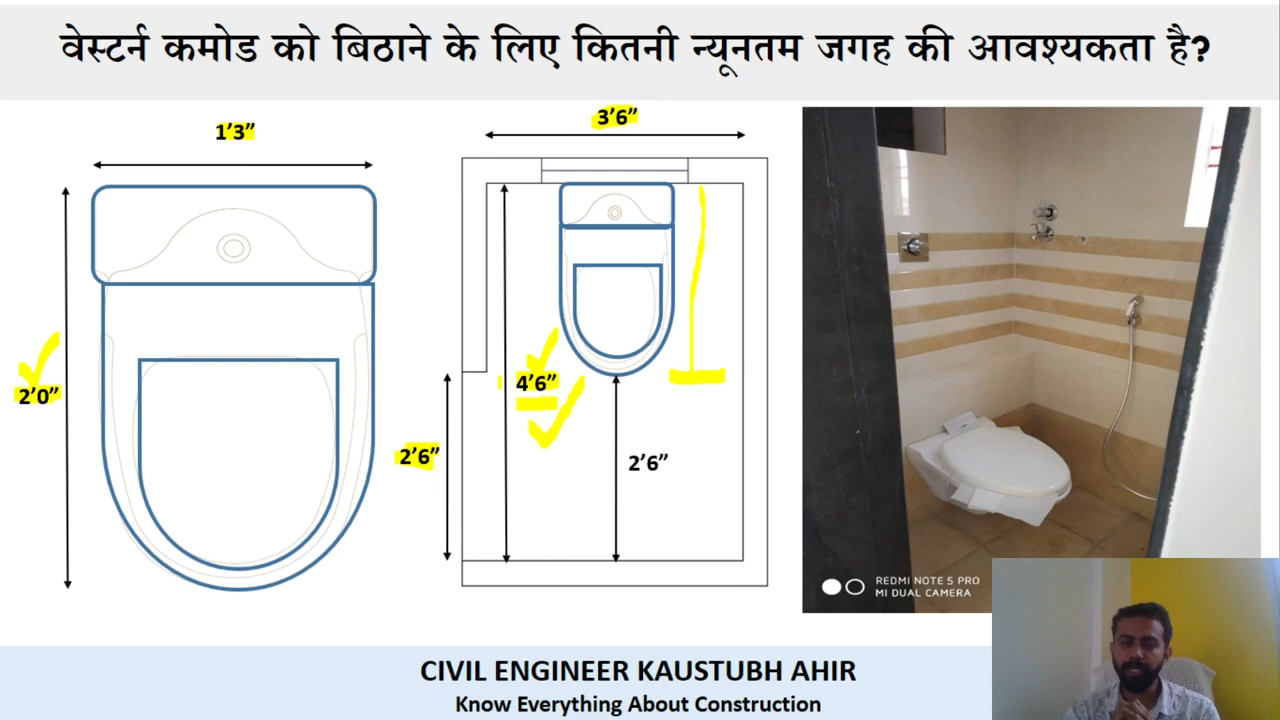 वेस्टर्न कमोड को बिठाने के लिए कितनी न्यूनतम जगह की आवश्यकता है?
1’3”
2’0”
3’6”
4’6”
2’6”
2’6”
REDMI NOTE 5 PRO
MI DUAL CAMERA
CIVIL ENGINEER KAUSTUBH AHIR
Know Everything About Construction